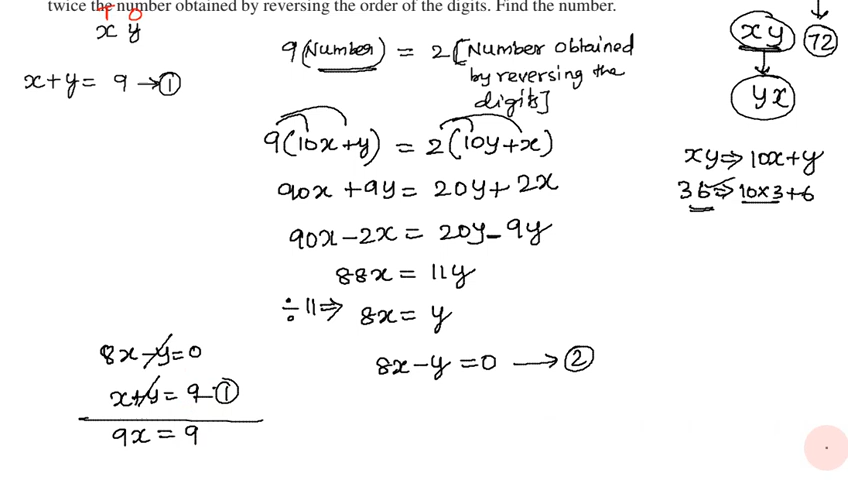 twice the number obtained by reversing the order of the digits. Find the number.
T O
x y
x+y= 9 →①
9(Number) = 2[Number obtained
by reversing the
digits]
9(10x+y) = 2(10y+x)
90x +9y= 20y+ 2x
90x-2x= 20y-9y
88x = 11y
÷11⇒ 8x= y
8x-y =0 → ②
8x-y=0
x+y= 9-①
9x = 9
xy
72
yx
xy⇒10x+y
36⇒10×3+6